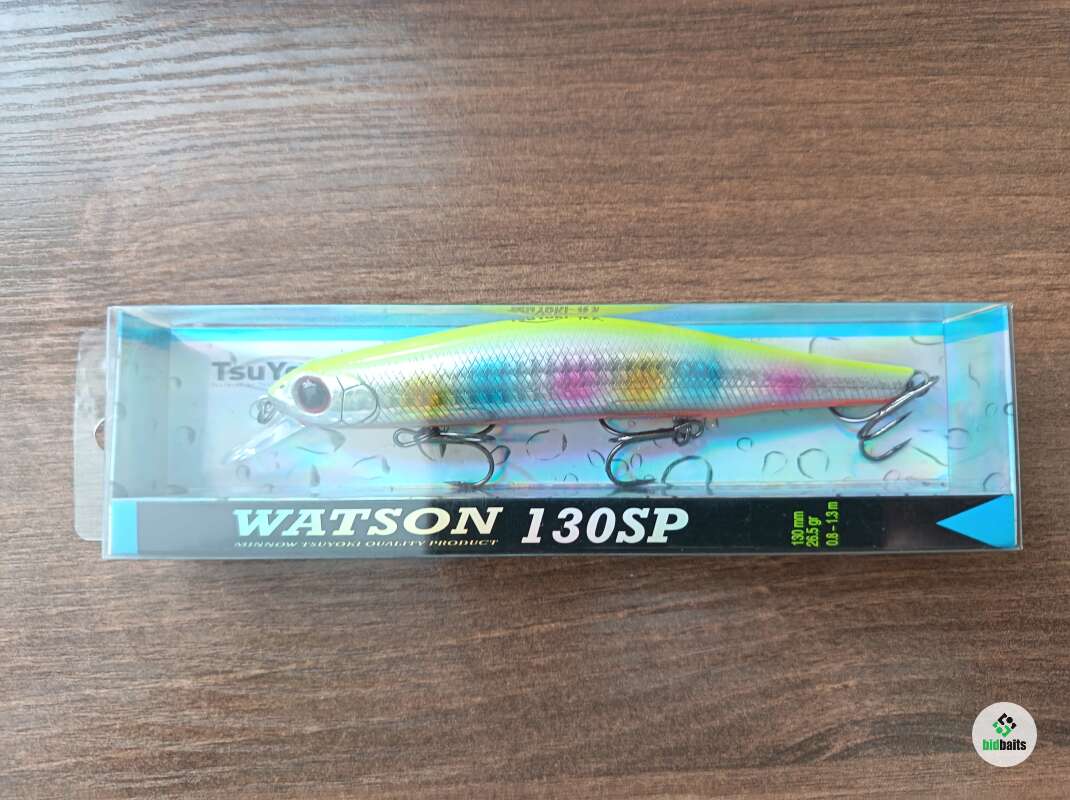 TsuYo
WATSON 130SP
MINNOW TSUYOKI QUALITY PRODUCT
130 mm
26.5 gr
0.8 - 1.3 m
bidbaits